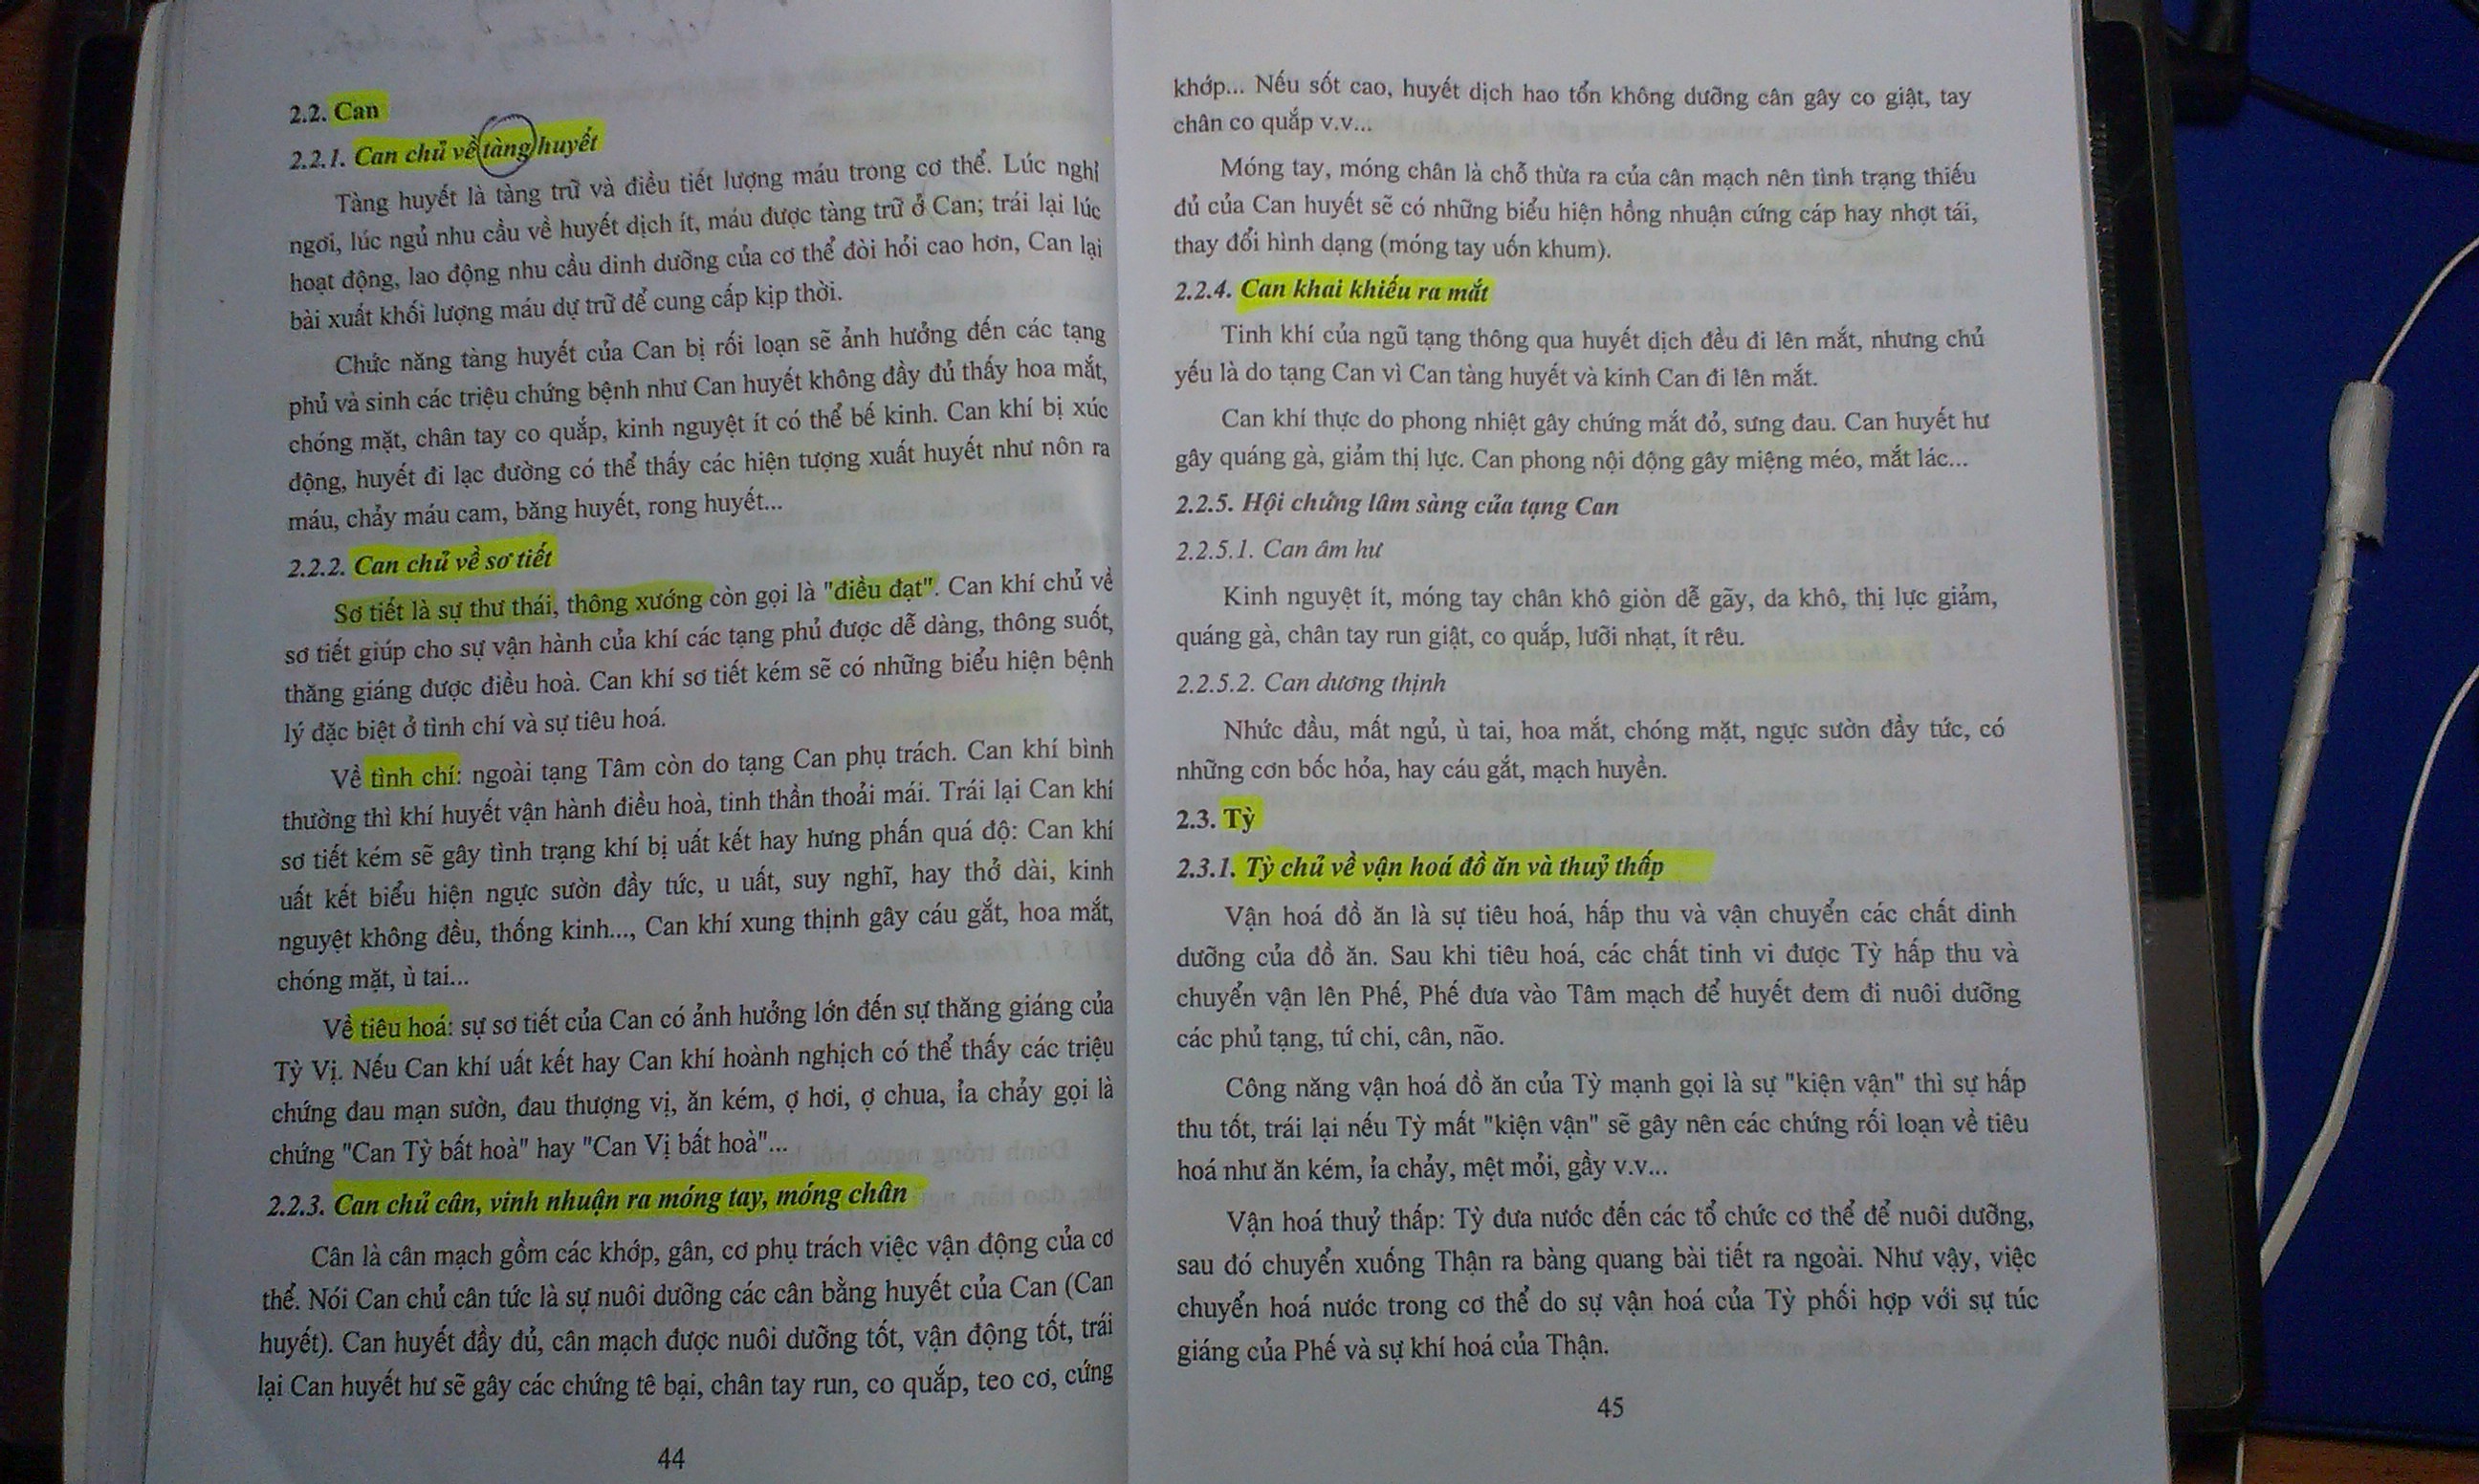 2.2. Can
2.2.1. Can chủ về tàng huyết
Tàng huyết là tàng trữ và điều tiết lượng máu trong cơ thể. Lúc nghỉ
ngơi, lúc ngủ nhu cầu về huyết dịch ít, máu được tàng trữ ở Can; trái lại lúc
hoạt động, lao động nhu cầu dinh dưỡng của cơ thể đòi hỏi cao hơn, Can lại
bài xuất khối lượng máu dự trữ để cung cấp kịp thời.
Chức năng tàng huyết của Can bị rối loạn sẽ ảnh hưởng đến các tạng
phủ và sinh các triệu chứng bệnh như Can huyết không đầy đủ thấy hoa mắt,
chóng mặt, chân tay co quắp, kinh nguyệt ít có thể bế kinh. Can khí bị xúc
động, huyết đi lạc đường có thể thấy các hiện tượng xuất huyết như nôn ra
máu, chảy máu cam, băng huyết, rong huyết...
2.2.2. Can chủ về sơ tiết
Sơ tiết là sự thư thái, thông xướng còn gọi là "điều đạt". Can khí chủ về
sơ tiết giúp cho sự vận hành của khí các tạng phủ được dễ dàng, thông suốt,
thăng giáng được điều hoà. Can khí sơ tiết kém sẽ có những biểu hiện bệnh
lý đặc biệt ở tình chí và sự tiêu hoá.
Về tình chí: ngoài tạng Tâm còn do tạng Can phụ trách. Can khí bình
thường thì khí huyết vận hành điều hoà, tinh thần thoải mái. Trái lại Can khí
sơ tiết kém sẽ gây tình trạng khí bị uất kết hay hưng phấn quá độ: Can khí
uất kết biểu hiện ngực sườn đầy tức, u uất, suy nghĩ, hay thở dài, kinh
nguyệt không đều, thống kinh..., Can khí xung thịnh gây cáu gắt, hoa mắt,
chóng mặt, ù tai...
Về tiêu hoá: sự sơ tiết của Can có ảnh hưởng lớn đến sự thăng giáng của
Tỳ Vị. Nếu Can khí uất kết hay Can khí hoành nghịch có thể thấy các triệu
chứng đau mạn sườn, đau thượng vị, ăn kém, ợ hơi, ợ chua, ỉa chảy gọi là
chứng "Can Tỳ bất hoà" hay "Can Vị bất hoà"...
2.2.3. Can chủ cân, vinh nhuận ra móng tay, móng chân
Cân là cân mạch gồm các khớp, gân, cơ phụ trách việc vận động của cơ
thể. Nói Can chủ cân tức là sự nuôi dưỡng các cân bằng huyết của Can (Can
huyết). Can huyết đầy đủ, cân mạch được nuôi dưỡng tốt, vận động tốt, trái
lại Can huyết hư sẽ gây các chứng tê bại, chân tay run, co quắp, teo cơ, cứng
44
khớp... Nếu sốt cao, huyết dịch hao tổn không dưỡng cân gây co giật, tay
chân co quắp v.v...
Móng tay, móng chân là chỗ thừa ra của cân mạch nên tình trạng thiếu
đủ của Can huyết sẽ có những biểu hiện hồng nhuận cứng cáp hay nhợt tái,
thay đổi hình dạng (móng tay uốn khum).
2.2.4. Can khai khiếu ra mắt
Tinh khí của ngũ tạng thông qua huyết dịch đều đi lên mắt, nhưng chủ
yếu là do tạng Can vì Can tàng huyết và kinh Can đi lên mắt.
Can khí thực do phong nhiệt gây chứng mắt đỏ, sưng đau. Can huyết hư
gây quáng gà, giảm thị lực. Can phong nội động gây miệng méo, mắt lác...
2.2.5. Hội chứng lâm sàng của tạng Can
2.2.5.1. Can âm hư
Kinh nguyệt ít, móng tay chân khô giòn dễ gãy, da khô, thị lực giảm,
quáng gà, chân tay run giật, co quắp, lưỡi nhạt, ít rêu.
2.2.5.2. Can dương thịnh
Nhức đầu, mất ngủ, ù tai, hoa mắt, chóng mặt, ngực sườn đầy tức, có
những cơn bốc hỏa, hay cáu gắt, mạch huyền.
2.3. Tỳ
2.3.1. Tỳ chủ về vận hoá đồ ăn và thuỷ thấp
Vận hoá đồ ăn là sự tiêu hoá, hấp thu và vận chuyển các chất dinh
dưỡng của đồ ăn. Sau khi tiêu hoá, các chất tinh vi được Tỳ hấp thu và
chuyển vận lên Phế, Phế đưa vào Tâm mạch để huyết đem đi nuôi dưỡng
các phủ tạng, tứ chi, cân, não.
Công năng vận hoá đồ ăn của Tỳ mạnh gọi là sự "kiện vận" thì sự hấp
thu tốt, trái lại nếu Tỳ mất "kiện vận" sẽ gây nên các chứng rối loạn về tiêu
hoá như ăn kém, ỉa chảy, mệt mỏi, gầy v.v...
Vận hoá thuỷ thấp: Tỳ đưa nước đến các tổ chức cơ thể để nuôi dưỡng,
sau đó chuyển xuống Thận ra bàng quang bài tiết ra ngoài. Như vậy, việc
chuyển hoá nước trong cơ thể do sự vận hoá của Tỳ phối hợp với sự túc
giáng của Phế và sự khí hoá của Thận.
45